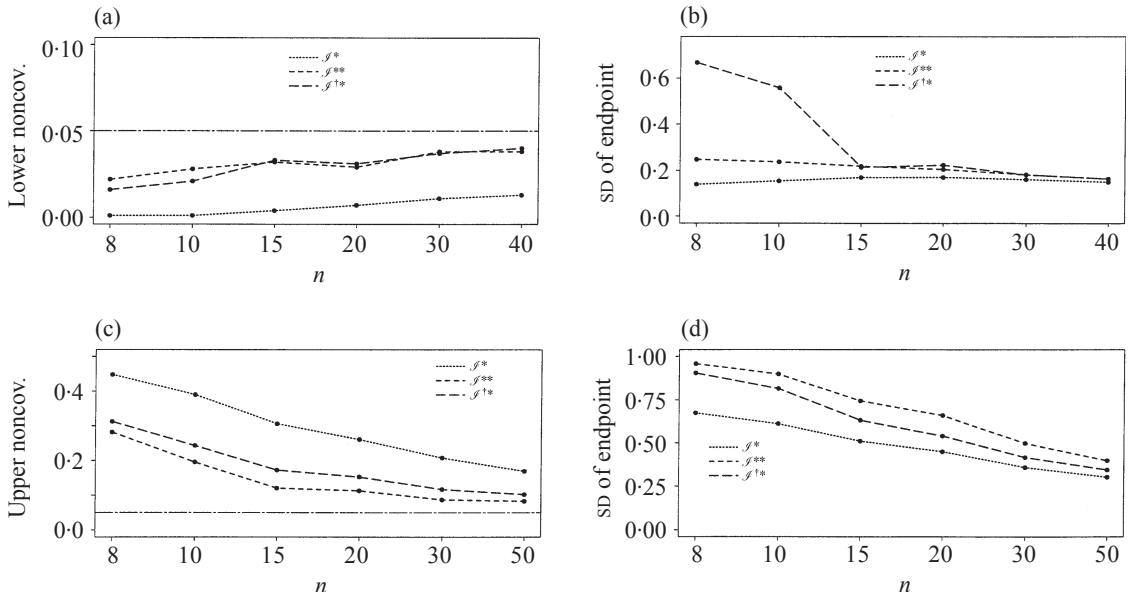 (a)
Lower noncov.
0·10
0·05
0·00
ℐ*
ℐ**
ℐ†*
8 10 15 20 30 40
n
(b)
SD of endpoint
0·6
0·4
0·2
0·0
ℐ*
ℐ**
ℐ†*
8 10 15 20 30 40
n
(c)
Upper noncov.
0·4
0·2
0·0
ℐ*
ℐ**
ℐ†*
8 10 15 20 30 50
n
(d)
SD of endpoint
1·00
0·75
0·50
0·25
0·00
ℐ*
ℐ**
ℐ†*
8 10 15 20 30 50
n